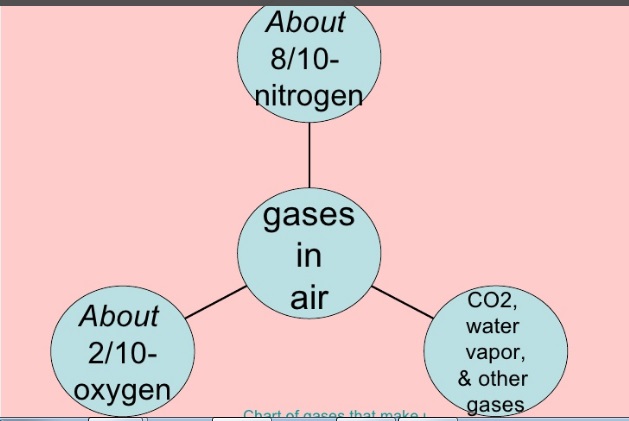 About
8/10-
nitrogen
gases
in
air
About
2/10-
oxygen
CO2,
water
vapor,
& other
gases
Chart of gases that make